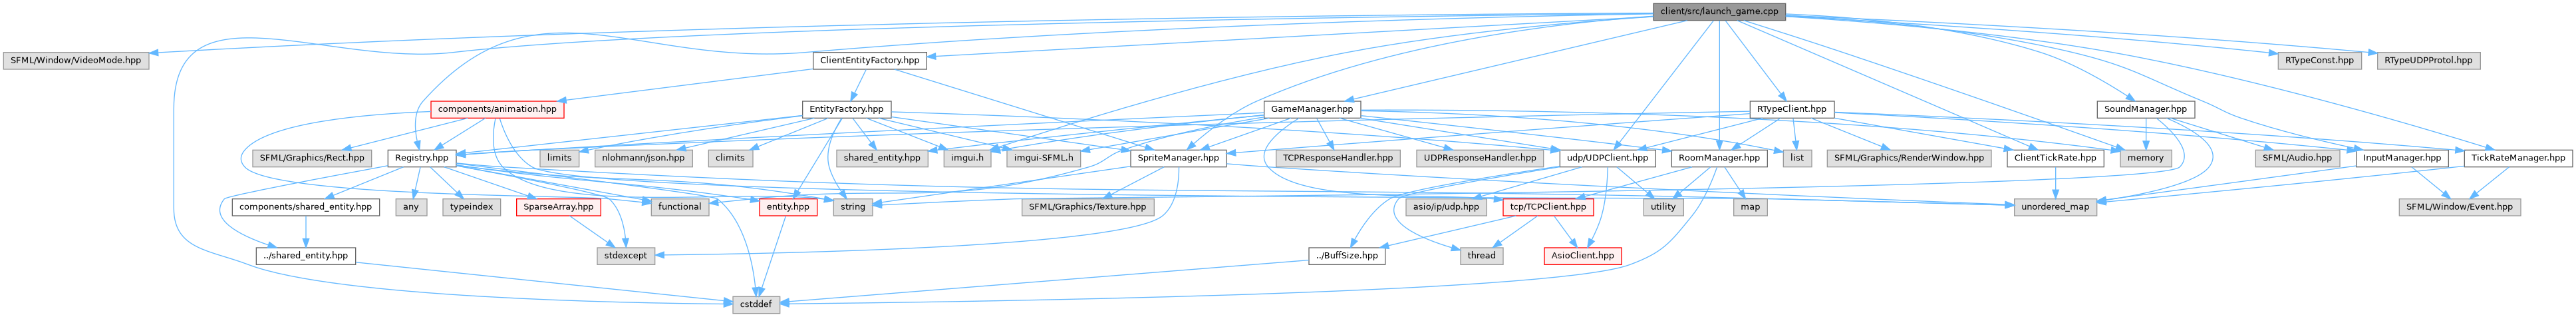 client/src/launch_game.cpp
SFML/Window/VideoMode.hpp
ClientEntityFactory.hpp
RTypeConst.hpp
RTypeUDPProtol.hpp
components/animation.hpp
EntityFactory.hpp
GameManager.hpp
RTypeClient.hpp
SoundManager.hpp
SFML/Graphics/Rect.hpp
Registry.hpp
limits
nlohmann/json.hpp
climits
shared_entity.hpp
imgui.h
imgui-SFML.h
SpriteManager.hpp
TCPResponseHandler.hpp
UDPResponseHandler.hpp
udp/UDPClient.hpp
RoomManager.hpp
list
SFML/Graphics/RenderWindow.hpp
ClientTickRate.hpp
memory
SFML/Audio.hpp
InputManager.hpp
TickRateManager.hpp
components/shared_entity.hpp
any
typeindex
SparseArray.hpp
functional
entity.hpp
string
SFML/Graphics/Texture.hpp
asio/ip/udp.hpp
tcp/TCPClient.hpp
utility
map
unordered_map
SFML/Window/Event.hpp
../shared_entity.hpp
stdexcept
../BuffSize.hpp
thread
AsioClient.hpp
cstddef